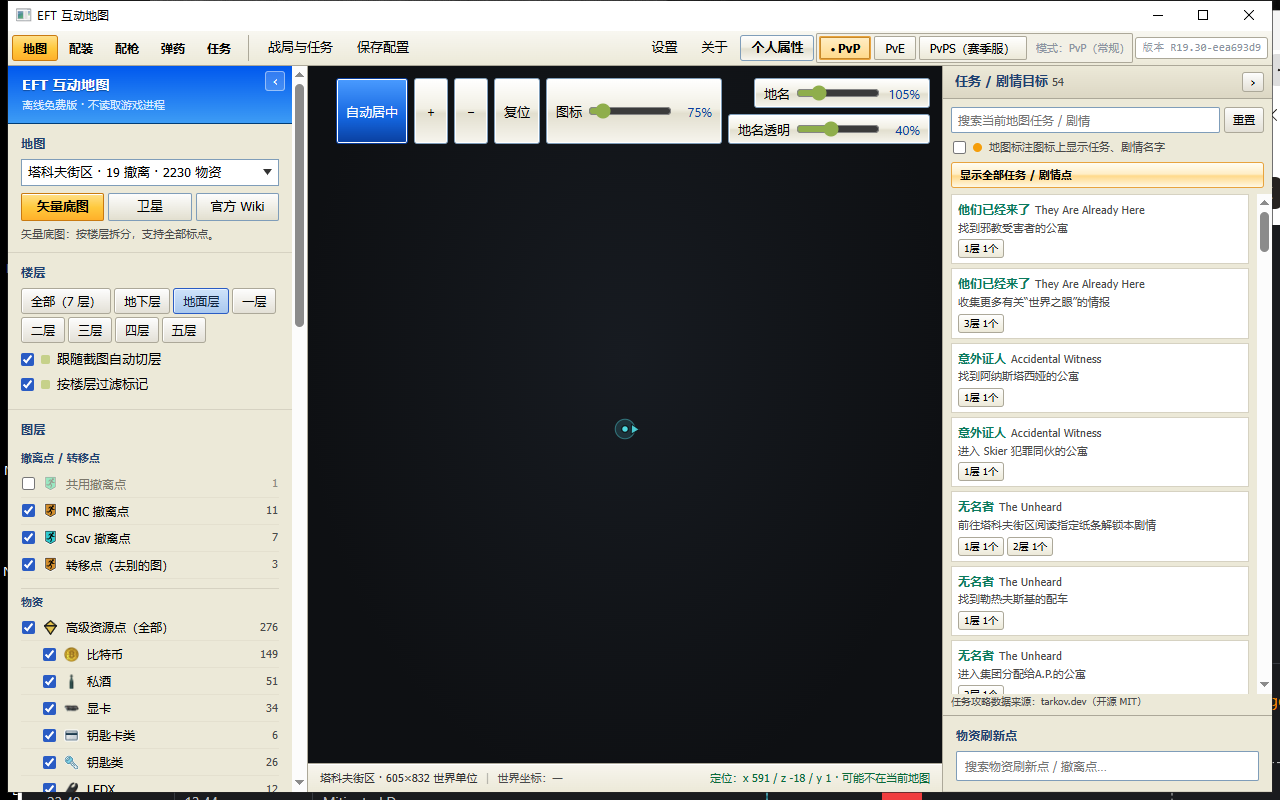 EFT 互动地图
地图 配装 配枪 弹药 任务 战局与任务 保存配置 设置 关于 个人属性 • PvP PvE PvPS（赛季服） 模式：PvP（常规） 版本 R19.30-eea693d9
EFT 互动地图
离线免费版 · 不读取游戏进程
地图
塔科夫街区 · 19 撤离 · 2230 物资
矢量底图 卫星 官方 Wiki
矢量底图：按楼层拆分，支持全部标点。
楼层
全部（7 层） 地下层 地面层 一层
二层 三层 四层 五层
跟随截图自动切层
按楼层过滤标记
图层
撤离点 / 转移点
共用撤离点 1
PMC 撤离点 11
Scav 撤离点 7
转移点（去别的图） 3
物资
高级资源点（全部） 276
比特币 149
私酒 51
显卡 34
钥匙卡类 6
钥匙类 26
LEDX 12
自动居中 + − 复位 图标 75%
地名 105%
地名透明 40%
塔科夫街区 · 605×832 世界单位 | 世界坐标：—
定位：x 591 / z -18 / y 1 · 可能不在当前地图
任务 / 剧情目标 54
搜索当前地图任务 / 剧情 重置
地图标注图标上显示任务、剧情名字
显示全部任务 / 剧情点
他们已经来了 They Are Already Here
找到邪教受害者的公寓
1层 1个
他们已经来了 They Are Already Here
收集更多有关“世界之眼”的情报
3层 1个
意外证人 Accidental Witness
找到阿纳斯塔西娅的公寓
1层 1个
意外证人 Accidental Witness
进入 Skier 犯罪同伙的公寓
1层 1个
无名者 The Unheard
前往塔科夫街区阅读指定纸条解锁本剧情
1层 1个 2层 1个
无名者 The Unheard
找到勒热夫斯基的配车
1层 1个
无名者 The Unheard
进入集团分配给A.P.的公寓
任务攻略数据来源：tarkov.dev（开源 MIT）
物资刷新点
搜索物资刷新点 / 撤离点...